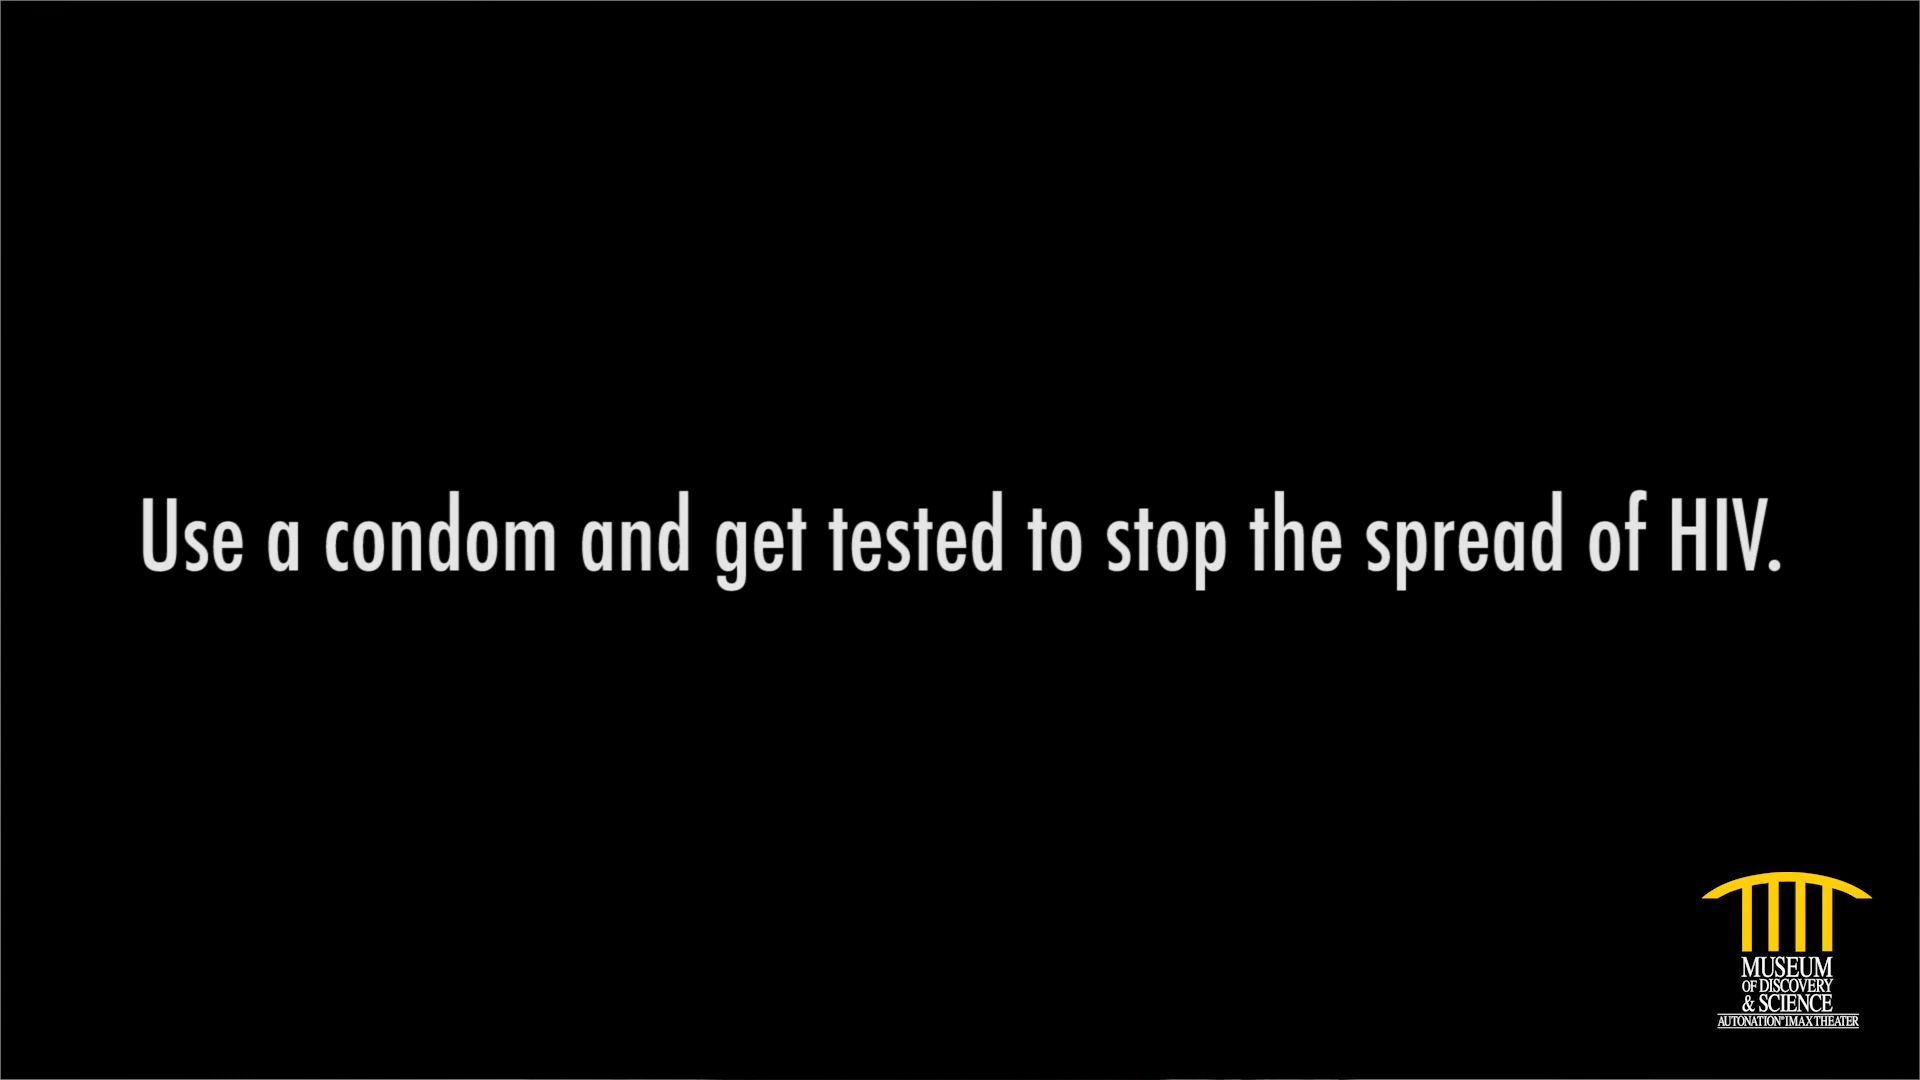 Use a condom and get tested to stop the spread of HIV.
MUSEUM
OF DISCOVERY
& SCIENCE
AUTONATION® IMAX THEATER